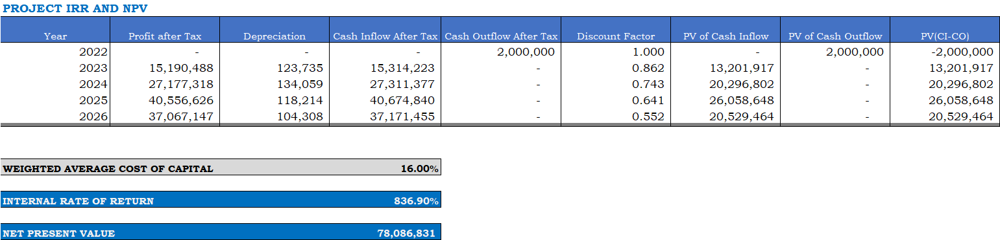 PROJECT IRR AND NPV
Year Profit after Tax Depreciation Cash Inflow After Tax Cash Outflow After Tax Discount Factor PV of Cash Inflow PV of Cash Outflow PV(CI-CO)
2022 - - - 2,000,000 1.000 - 2,000,000 -2,000,000
2023 15,190,488 123,735 15,314,223 - 0.862 13,201,917 - 13,201,917
2024 27,177,318 134,059 27,311,377 - 0.743 20,296,802 - 20,296,802
2025 40,556,626 118,214 40,674,840 - 0.641 26,058,648 - 26,058,648
2026 37,067,147 104,308 37,171,455 - 0.552 20,529,464 - 20,529,464
WEIGHTED AVERAGE COST OF CAPITAL 16.00%
INTERNAL RATE OF RETURN 836.90%
NET PRESENT VALUE 78,086,831